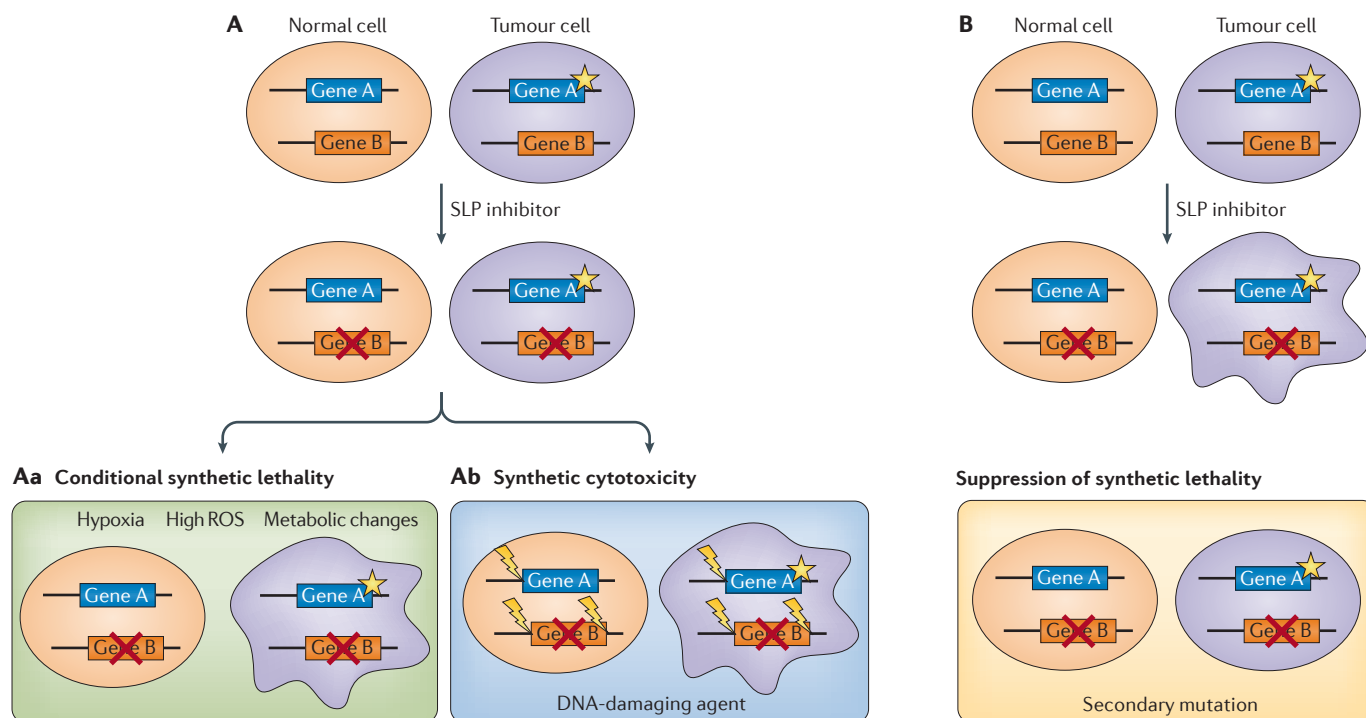 A Normal cell Tumour cell
Gene A Gene A
Gene B Gene B
SLP inhibitor
Gene A Gene A
Gene B Gene B
Aa Conditional synthetic lethality
Hypoxia High ROS Metabolic changes
Gene A Gene A
Gene B Gene B
Ab Synthetic cytotoxicity
Gene A Gene A
Gene B Gene B
DNA-damaging agent
B Normal cell Tumour cell
Gene A Gene A
Gene B Gene B
SLP inhibitor
Gene A Gene A
Gene B Gene B
Suppression of synthetic lethality
Gene A Gene A
Gene B Gene B
Secondary mutation